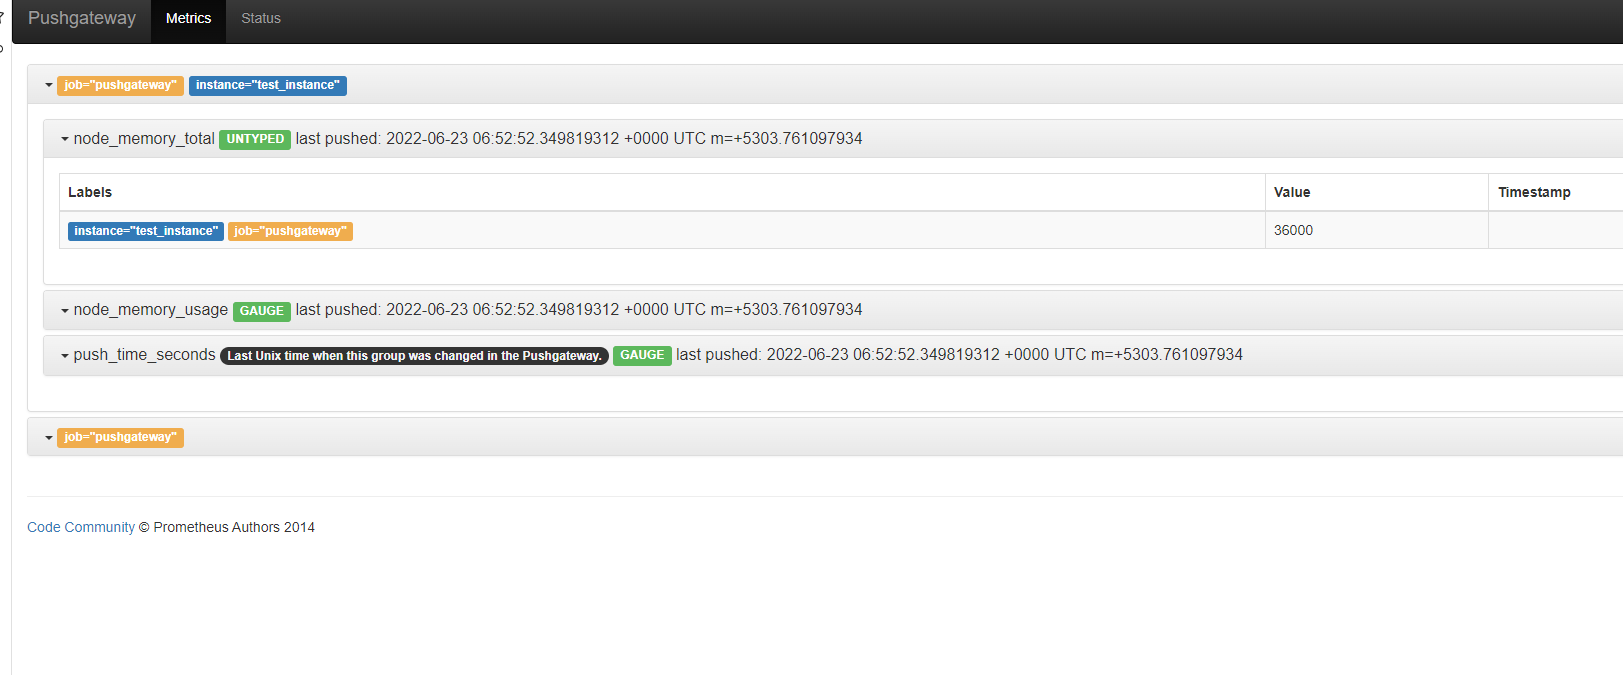 Pushgateway Metrics Status
job="pushgateway" instance="test_instance"
node_memory_total UNTYPED last pushed: 2022-06-23 06:52:52.349819312 +0000 UTC m=+5303.761097934
Labels Value Timestamp
instance="test_instance" job="pushgateway" 36000
node_memory_usage GAUGE last pushed: 2022-06-23 06:52:52.349819312 +0000 UTC m=+5303.761097934
push_time_seconds Last Unix time when this group was changed in the Pushgateway. GAUGE last pushed: 2022-06-23 06:52:52.349819312 +0000 UTC m=+5303.761097934
job="pushgateway"
Code Community © Prometheus Authors 2014